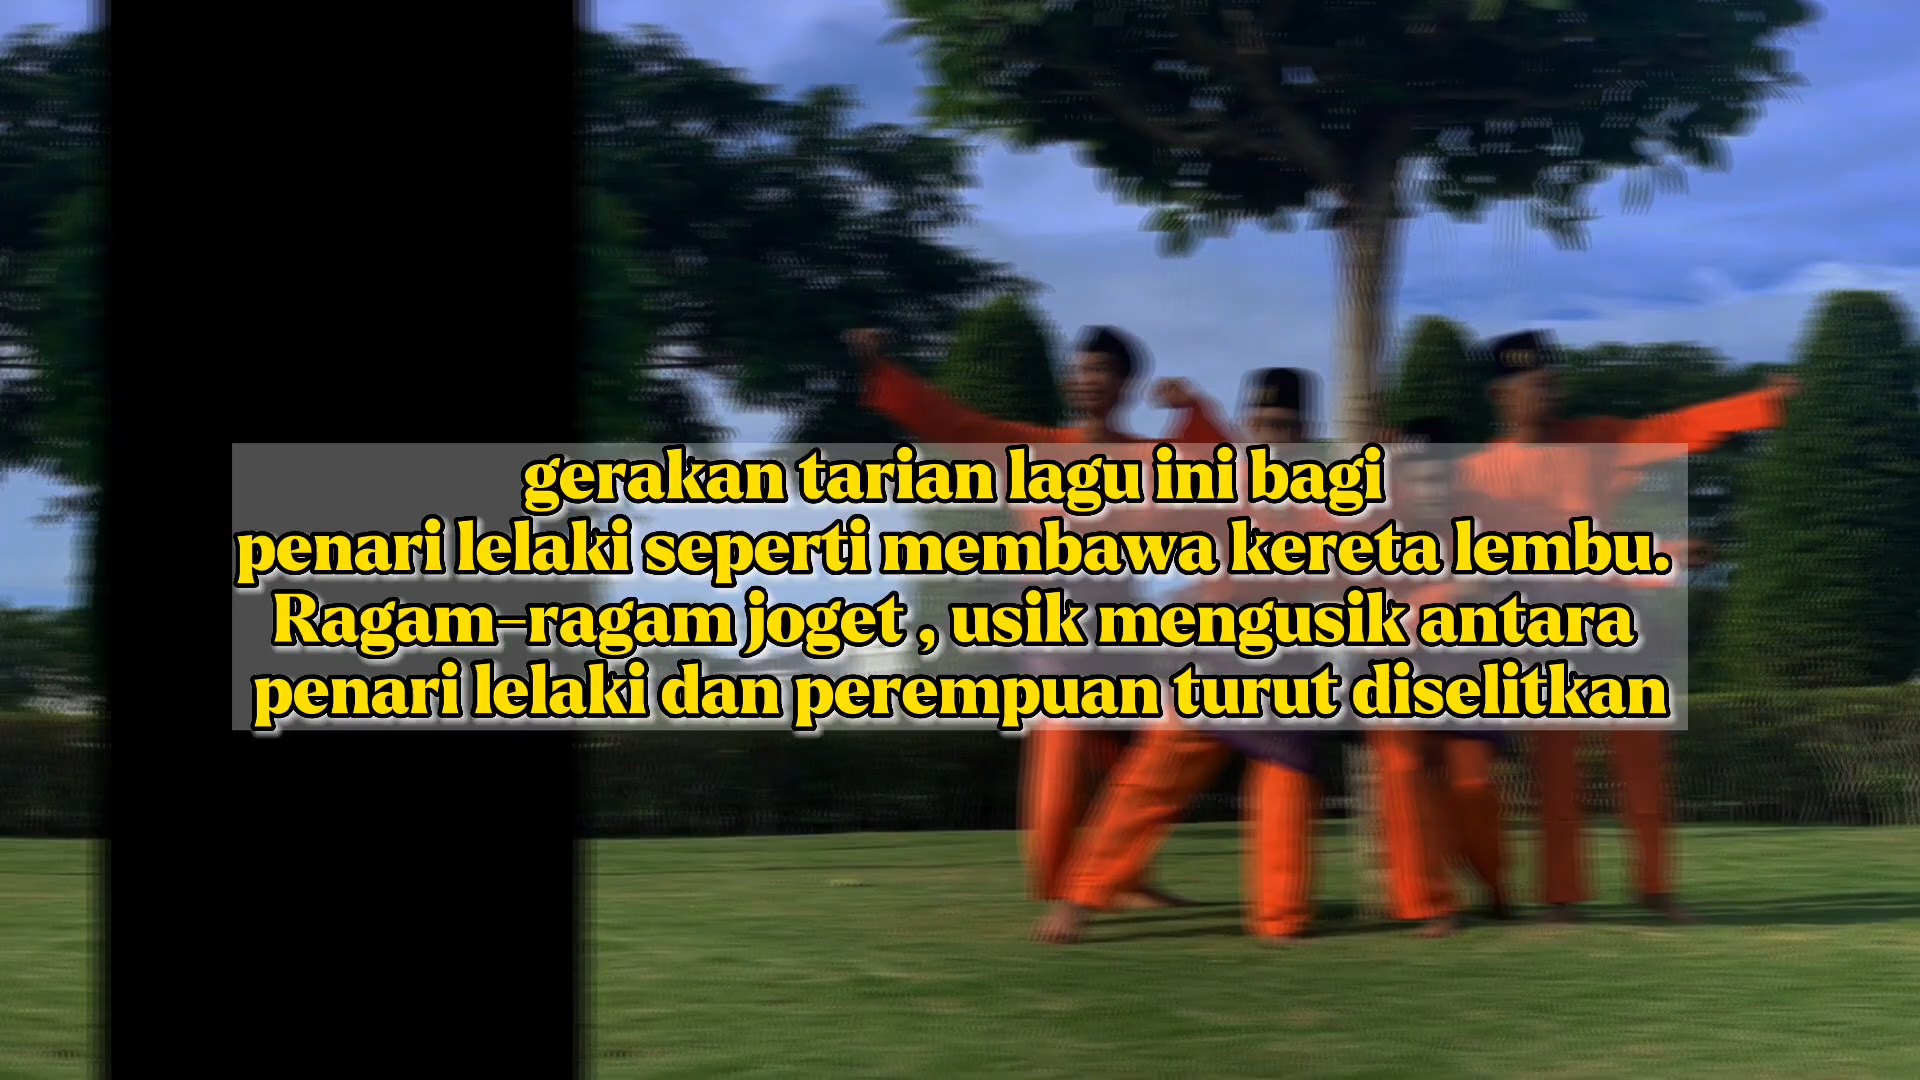 gerakan tarian lagu ini bagi
penari lelaki seperti membawa kereta lembu.
Ragam-ragam joget , usik mengusik antara
penari lelaki dan perempuan turut diselitkan